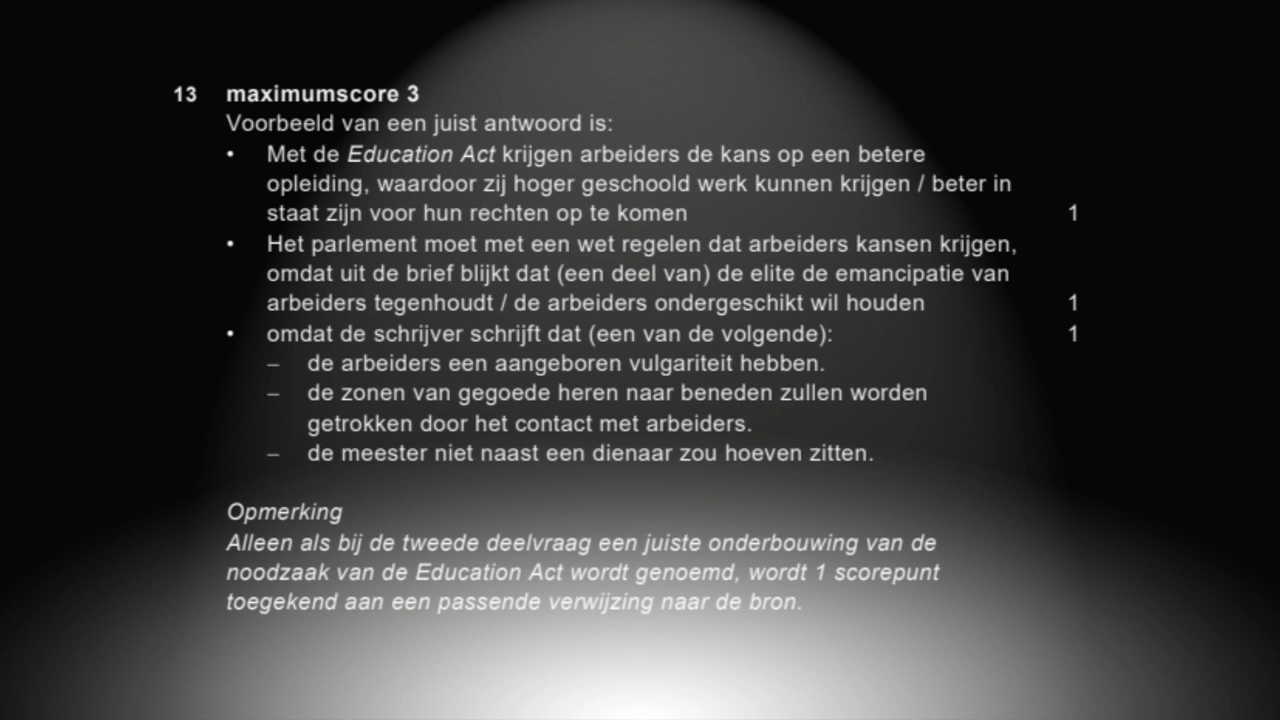 13 maximumscore 3
Voorbeeld van een juist antwoord is:
• Met de Education Act krijgen arbeiders de kans op een betere
opleiding, waardoor zij hoger geschoold werk kunnen krijgen / beter in
staat zijn voor hun rechten op te komen 1
• Het parlement moet met een wet regelen dat arbeiders kansen krijgen,
omdat uit de brief blijkt dat (een deel van) de elite de emancipatie van
arbeiders tegenhoudt / de arbeiders ondergeschikt wil houden 1
• omdat de schrijver schrijft dat (een van de volgende): 1
– de arbeiders een aangeboren vulgariteit hebben.
– de zonen van gegoede heren naar beneden zullen worden
getrokken door het contact met arbeiders.
– de meester niet naast een dienaar zou hoeven zitten.
Opmerking
Alleen als bij de tweede deelvraag een juiste onderbouwing van de
noodzaak van de Education Act wordt genoemd, wordt 1 scorepunt
toegekend aan een passende verwijzing naar de bron.